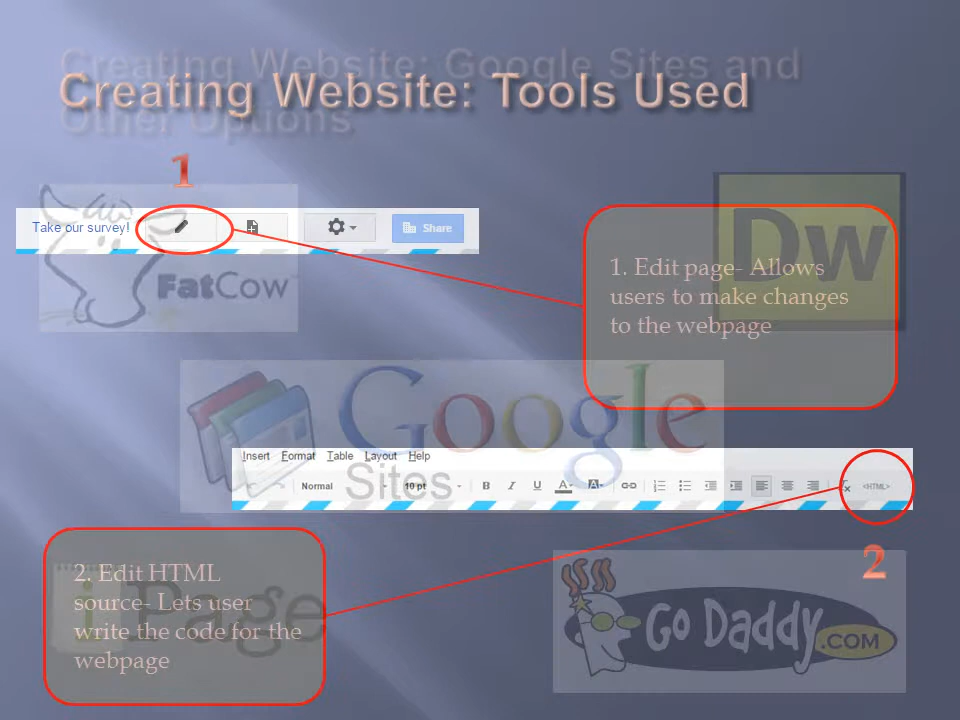 Creating Website: Google Sites and
Other Options
Creating Website: Tools Used
1
Take our survey!
Share
FatCow
Dw
1. Edit page- Allows
users to make changes
to the webpage
Google
Sites
Insert Format Table Layout Help
Normal 10 pt B I U A A <HTML>
2
2. Edit HTML
source- Lets user
write the code for the
webpage
iPage
Go Daddy
.COM